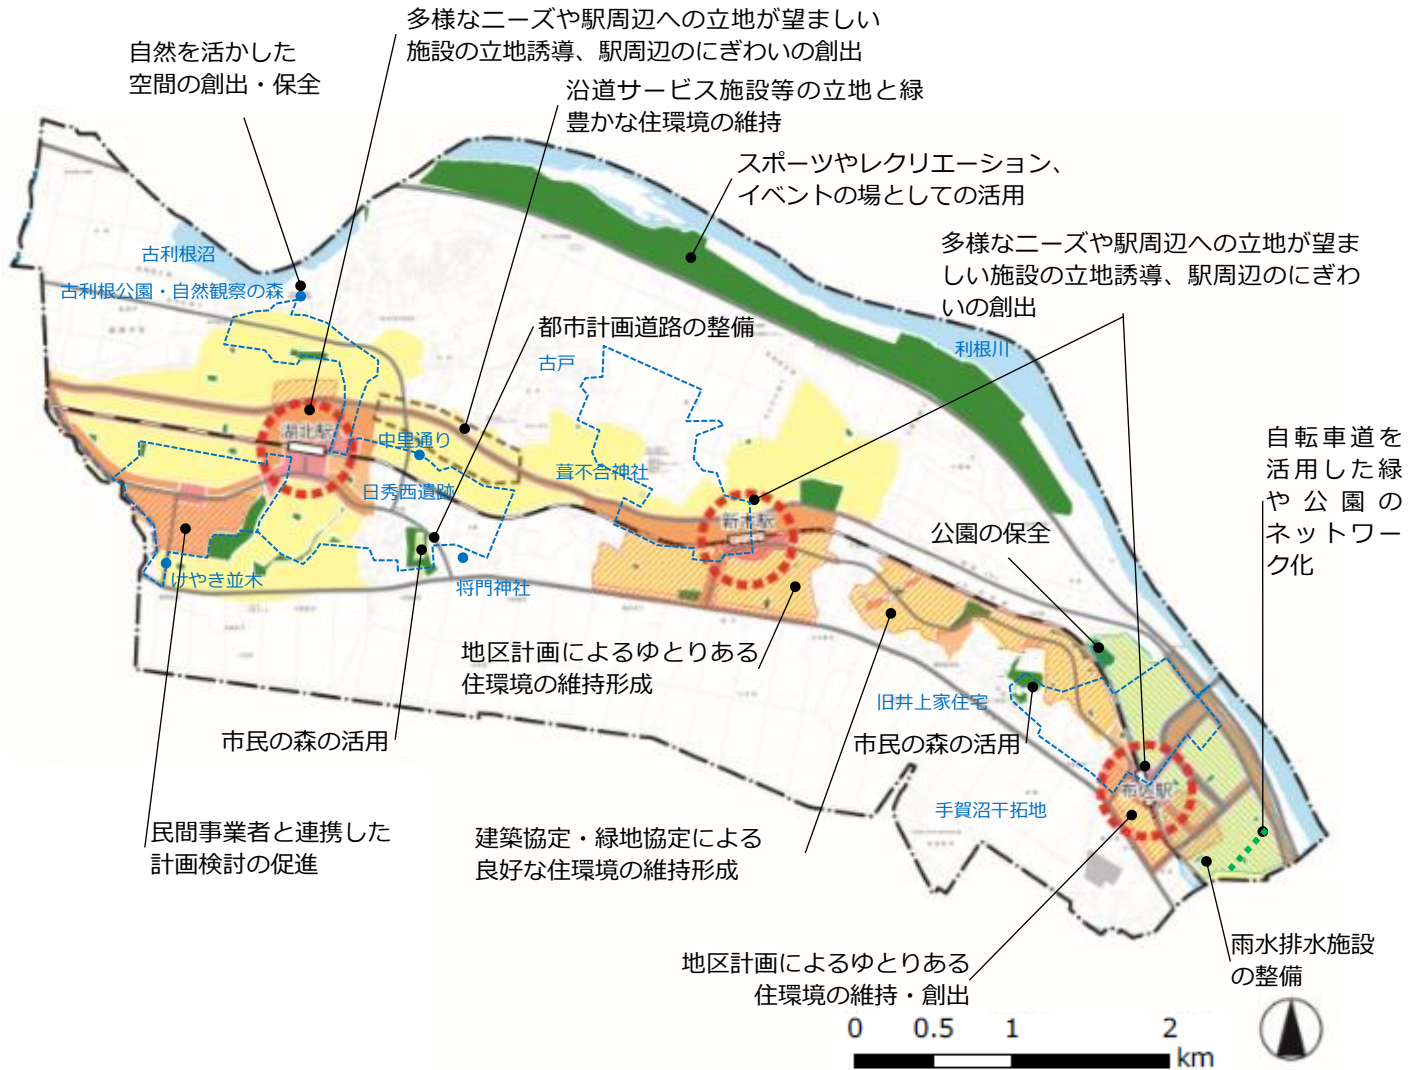 多様なニーズや駅周辺への立地が望ましい
施設の立地誘導、駅周辺のにぎわいの創出
自然を活かした
空間の創出・保全
沿道サービス施設等の立地と緑
豊かな住環境の維持
スポーツやレクリエーション、
イベントの場としての活用
多様なニーズや駅周辺への立地が望ま
しい施設の立地誘導、駅周辺のにぎわ
いの創出
古利根沼
古利根公園・自然観察の森
都市計画道路の整備
古戸
利根川
自転車道を
活用した緑
や公園の
ネットワー
ク化
湖北駅
中里通り
葺不合神社
日秀西遺跡
新木駅
公園の保全
けやき並木
将門神社
地区計画によるゆとりある
住環境の維持形成
旧井上家住宅
市民の森の活用
市民の森の活用
布佐駅
手賀沼干拓地
民間事業者と連携した
計画検討の促進
建築協定・緑地協定による
良好な住環境の維持形成
地区計画によるゆとりある
住環境の維持・創出
雨水排水施設
の整備
0 0.5 1 2
km